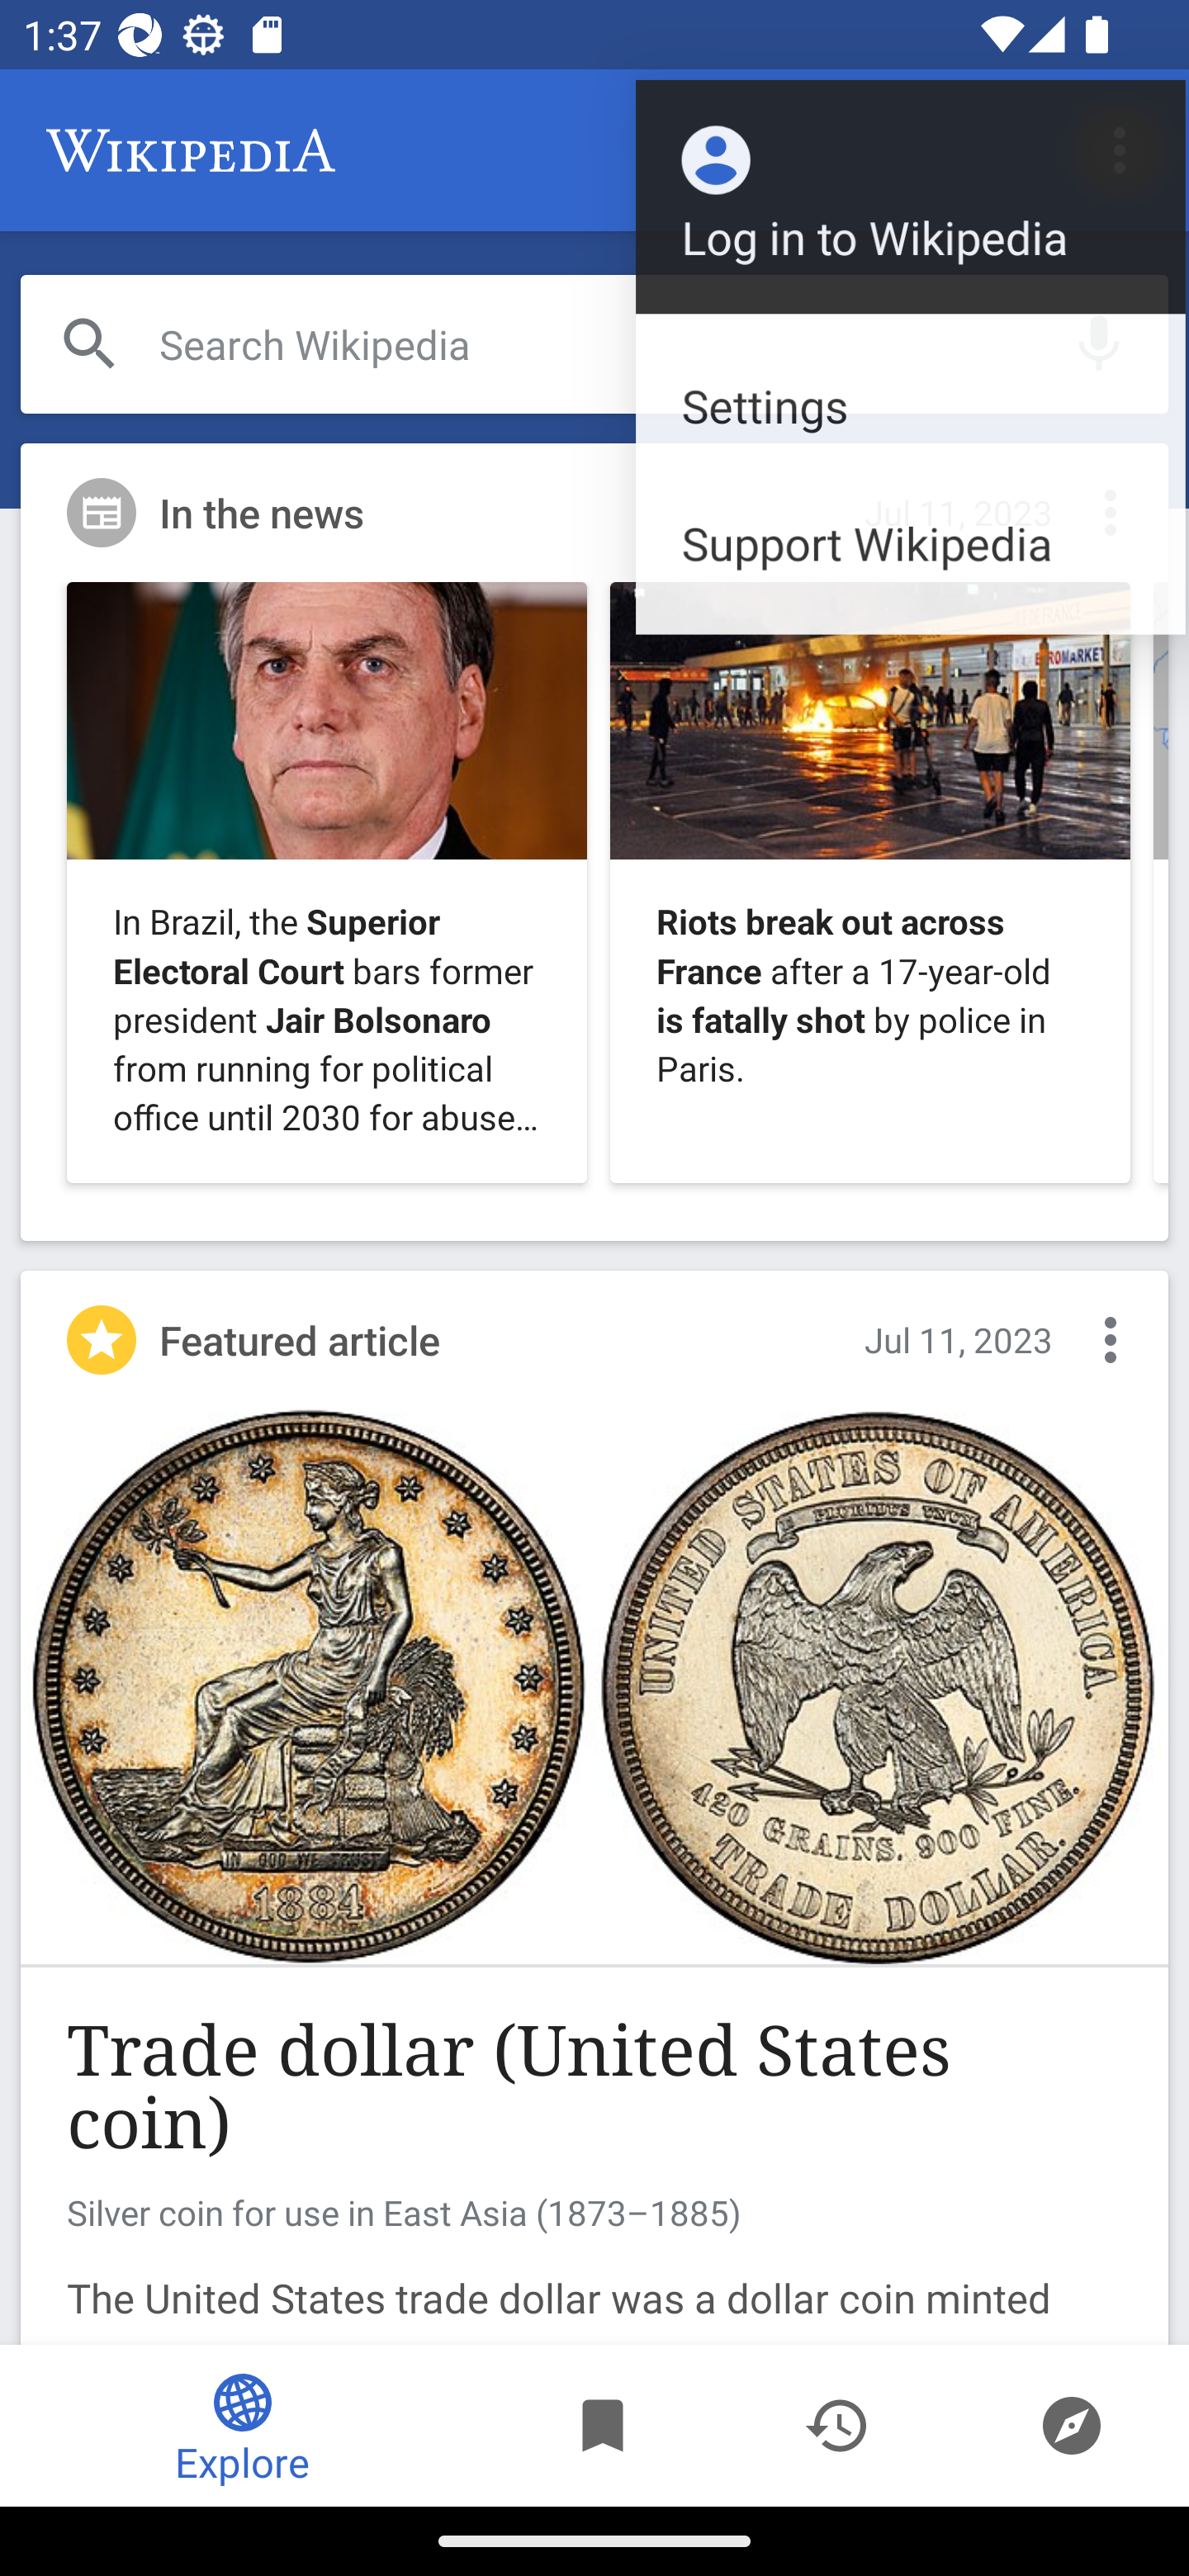 1:37
WIKIPEDIA
Log in to Wikipedia
Search Wikipedia
Settings
In the news
Jul 11, 2023
Support Wikipedia
EUROMARKET
In Brazil, the Superior
Electoral Court bars former
president Jair Bolsonaro
from running for political
office until 2030 for abuse…
Riots break out across
France after a 17-year-old
is fatally shot by police in
Paris.
Featured article
Jul 11, 2023
IN GOD WE TRUST
1884
UNITED STATES OF AMERICA.
E PLURIBUS UNUM
420 GRAINS. 900 FINE.
TRADE DOLLAR.
Trade dollar (United States
coin)
Silver coin for use in East Asia (1873–1885)
The United States trade dollar was a dollar coin minted
Explore